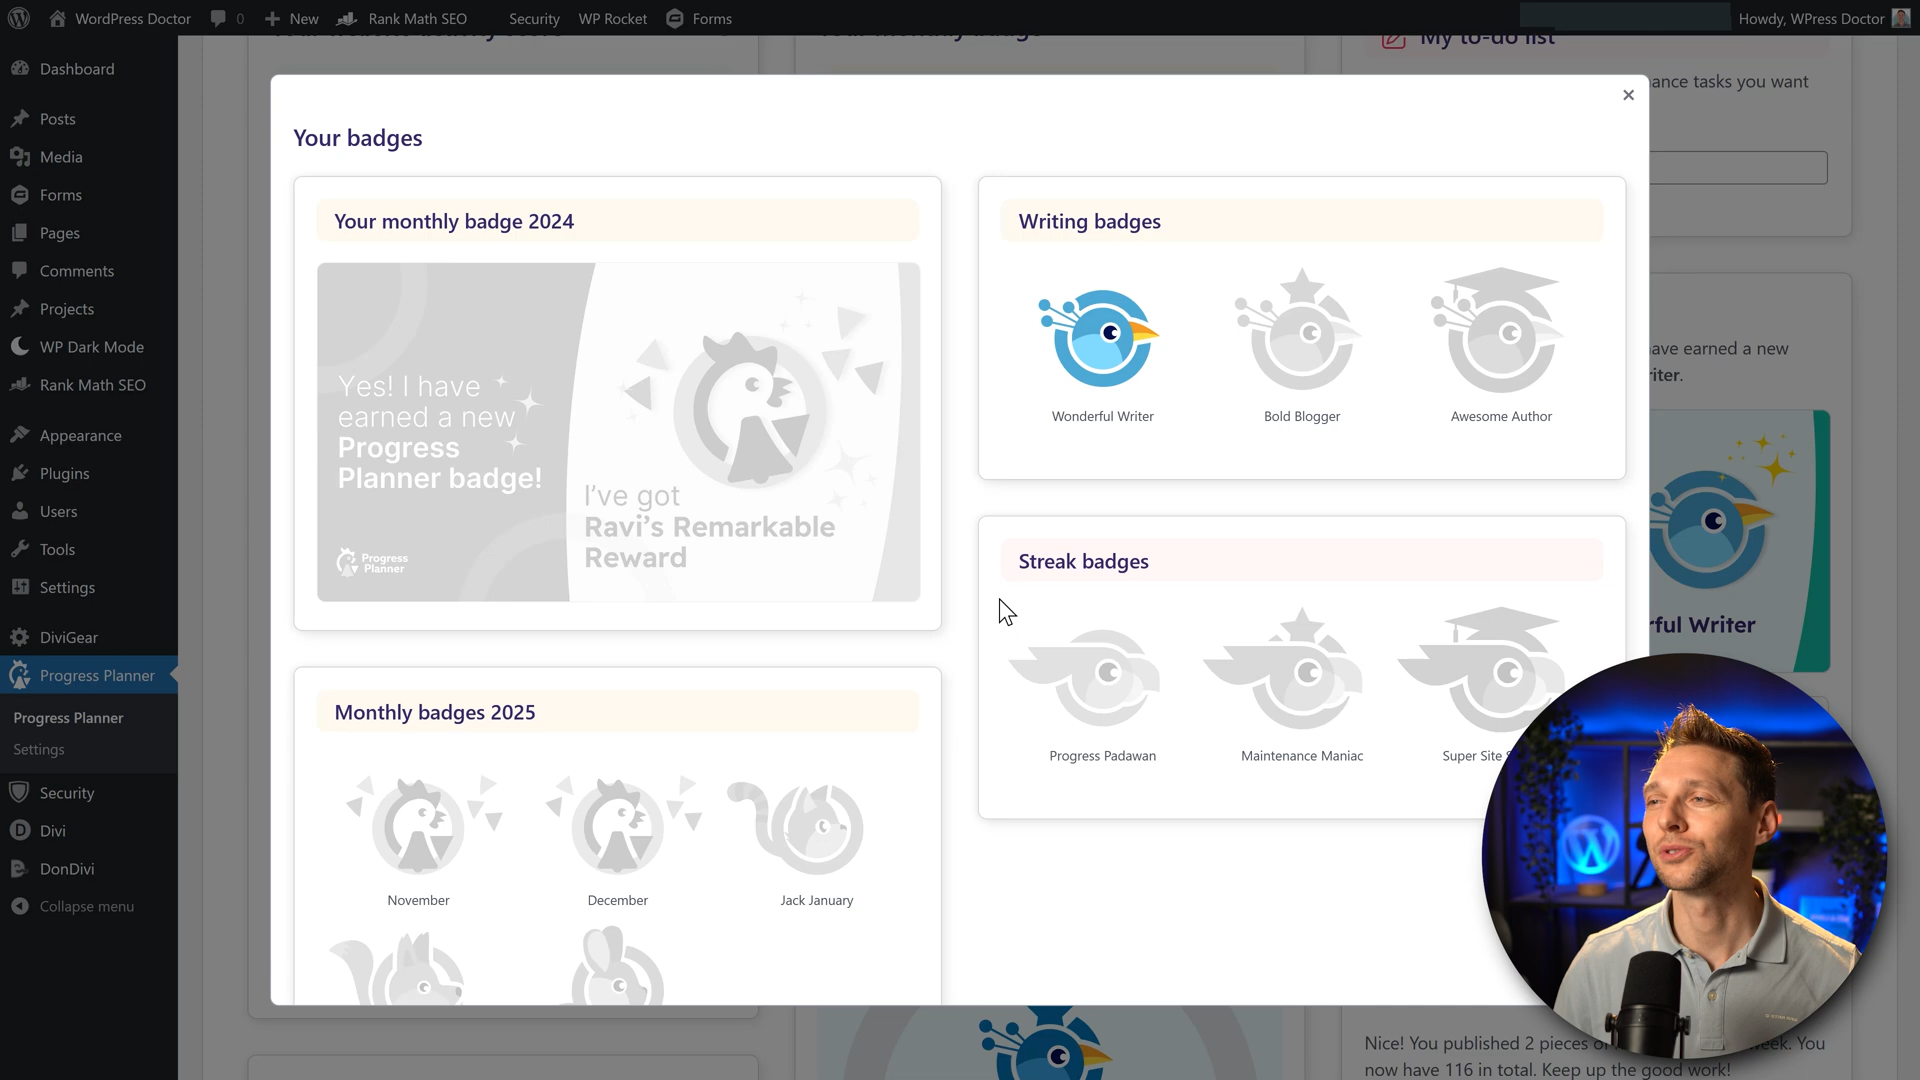 WordPress Doctor
0
New
Rank Math SEO
Security
WP Rocket
Forms
Howdy, WPress Doctor
Dashboard
Posts
Media
Forms
Pages
Comments
Projects
WP Dark Mode
Rank Math SEO
Appearance
Plugins
Users
Tools
Settings
DiviGear
Progress Planner
Progress Planner
Settings
Security
Divi
DonDivi
Collapse menu
My to-do list
ance tasks you want
Your badges
Your monthly badge 2024
Yes! I have
earned a new
Progress
Planner badge!
Progress
Planner
I've got
Ravi's Remarkable
Reward
Monthly badges 2025
November
December
Jack January
Writing badges
Wonderful Writer
Bold Blogger
Awesome Author
Streak badges
Progress Padawan
Maintenance Maniac
Super Site
ave earned a new
riter.
rful Writer
Nice! You published 2 pieces
eek. You
now have 116 in total. Keep up the good work!